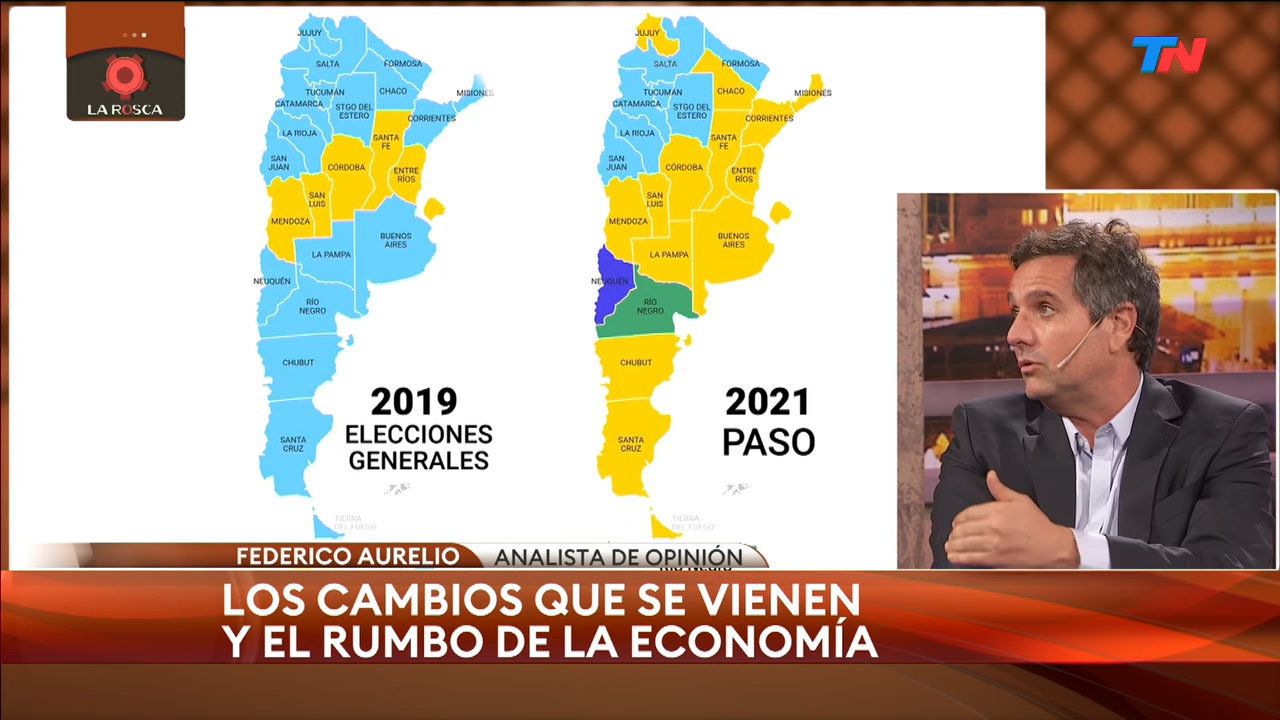 LA ROSCA
TN
JUJUY
SALTA
FORMOSA
TUCUMÁN
CHACO
MISIONES
CATAMARCA
STGO DEL
ESTERO
CORRIENTES
LA RIOJA
SANTA
FE
SAN
JUAN
CÓRDOBA
ENTRE
RÍOS
SAN
LUIS
MENDOZA
BUENOS
AIRES
LA PAMPA
NEUQUÉN
RÍO
NEGRO
CHUBUT
SANTA
CRUZ
TIERRA
DEL FUEGO
2019
ELECCIONES
GENERALES
JUJUY
SALTA
FORMOSA
TUCUMÁN
CHACO
MISIONES
CATAMARCA
STGO DEL
ESTERO
CORRIENTES
LA RIOJA
SANTA
FE
SAN
JUAN
CÓRDOBA
ENTRE
RÍOS
SAN
LUIS
MENDOZA
BUENOS
AIRES
LA PAMPA
NEUQUÉN
RÍO
NEGRO
CHUBUT
SANTA
CRUZ
TIERRA
DEL FUEGO
2021
PASO
FEDERICO AURELIO ANALISTA DE OPINIÓN
LOS CAMBIOS QUE SE VIENEN
Y EL RUMBO DE LA ECONOMÍA